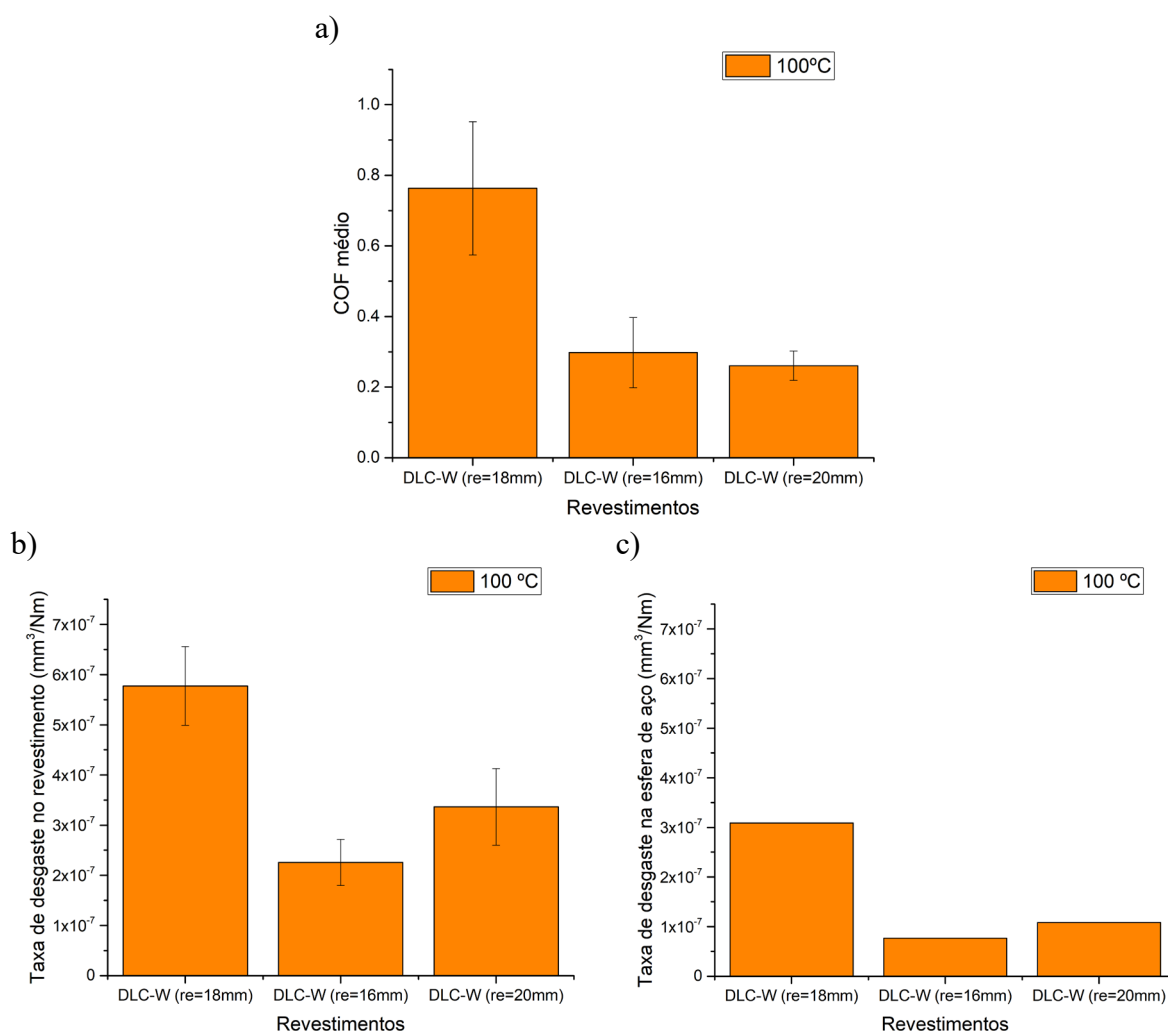 a)
100ºC
COF médio
1.0
0.8
0.6
0.4
0.2
0.0
DLC-W (re=18mm) DLC-W (re=16mm) DLC-W (re=20mm)
Revestimentos
b)
100 ºC
Taxa de desgaste no revestimento (mm³/Nm)
7x10⁻⁷
6x10⁻⁷
5x10⁻⁷
4x10⁻⁷
3x10⁻⁷
2x10⁻⁷
1x10⁻⁷
0
DLC-W (re=18mm) DLC-W (re=16mm) DLC-W (re=20mm)
Revestimentos
c)
100 ºC
Taxa de desgaste na esfera de aço (mm³/Nm)
7x10⁻⁷
6x10⁻⁷
5x10⁻⁷
4x10⁻⁷
3x10⁻⁷
2x10⁻⁷
1x10⁻⁷
0
DLC-W (re=18mm) DLC-W (re=16mm) DLC-W (re=20mm)
Revestimentos